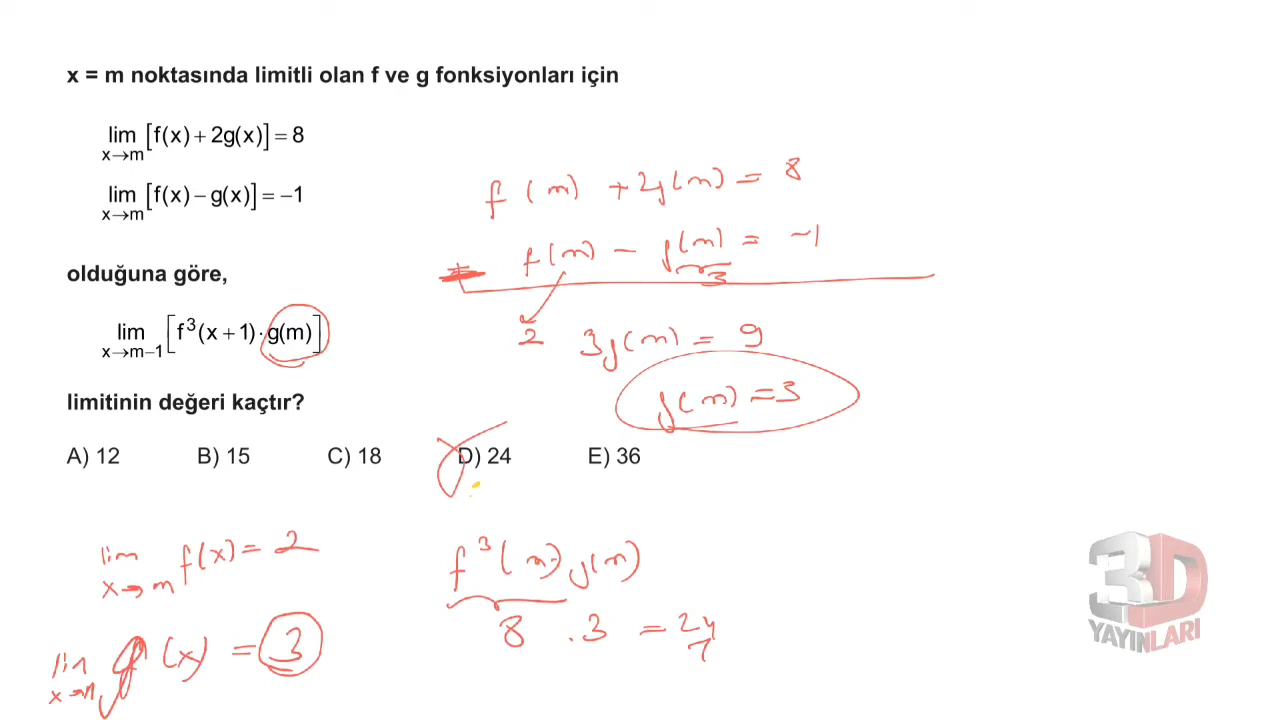 x = m noktasında limitli olan f ve g fonksiyonları için
lim x→m [f(x) + 2g(x)] = 8
lim x→m [f(x) − g(x)] = −1
olduğuna göre,
lim x→m−1 [f³(x + 1) · g(m)]
limitinin değeri kaçtır?
A) 12 B) 15 C) 18 D) 24 E) 36
f(m) + 2g(m) = 8
f(m) − g(m) = −1
3
2
3g(m) = 9
g(m) = 3
lim x→m f(x) = 2
lim x→m g(x) = 3
f³(m) g(m)
8 . 3 = 24
3D
YAYINLARI